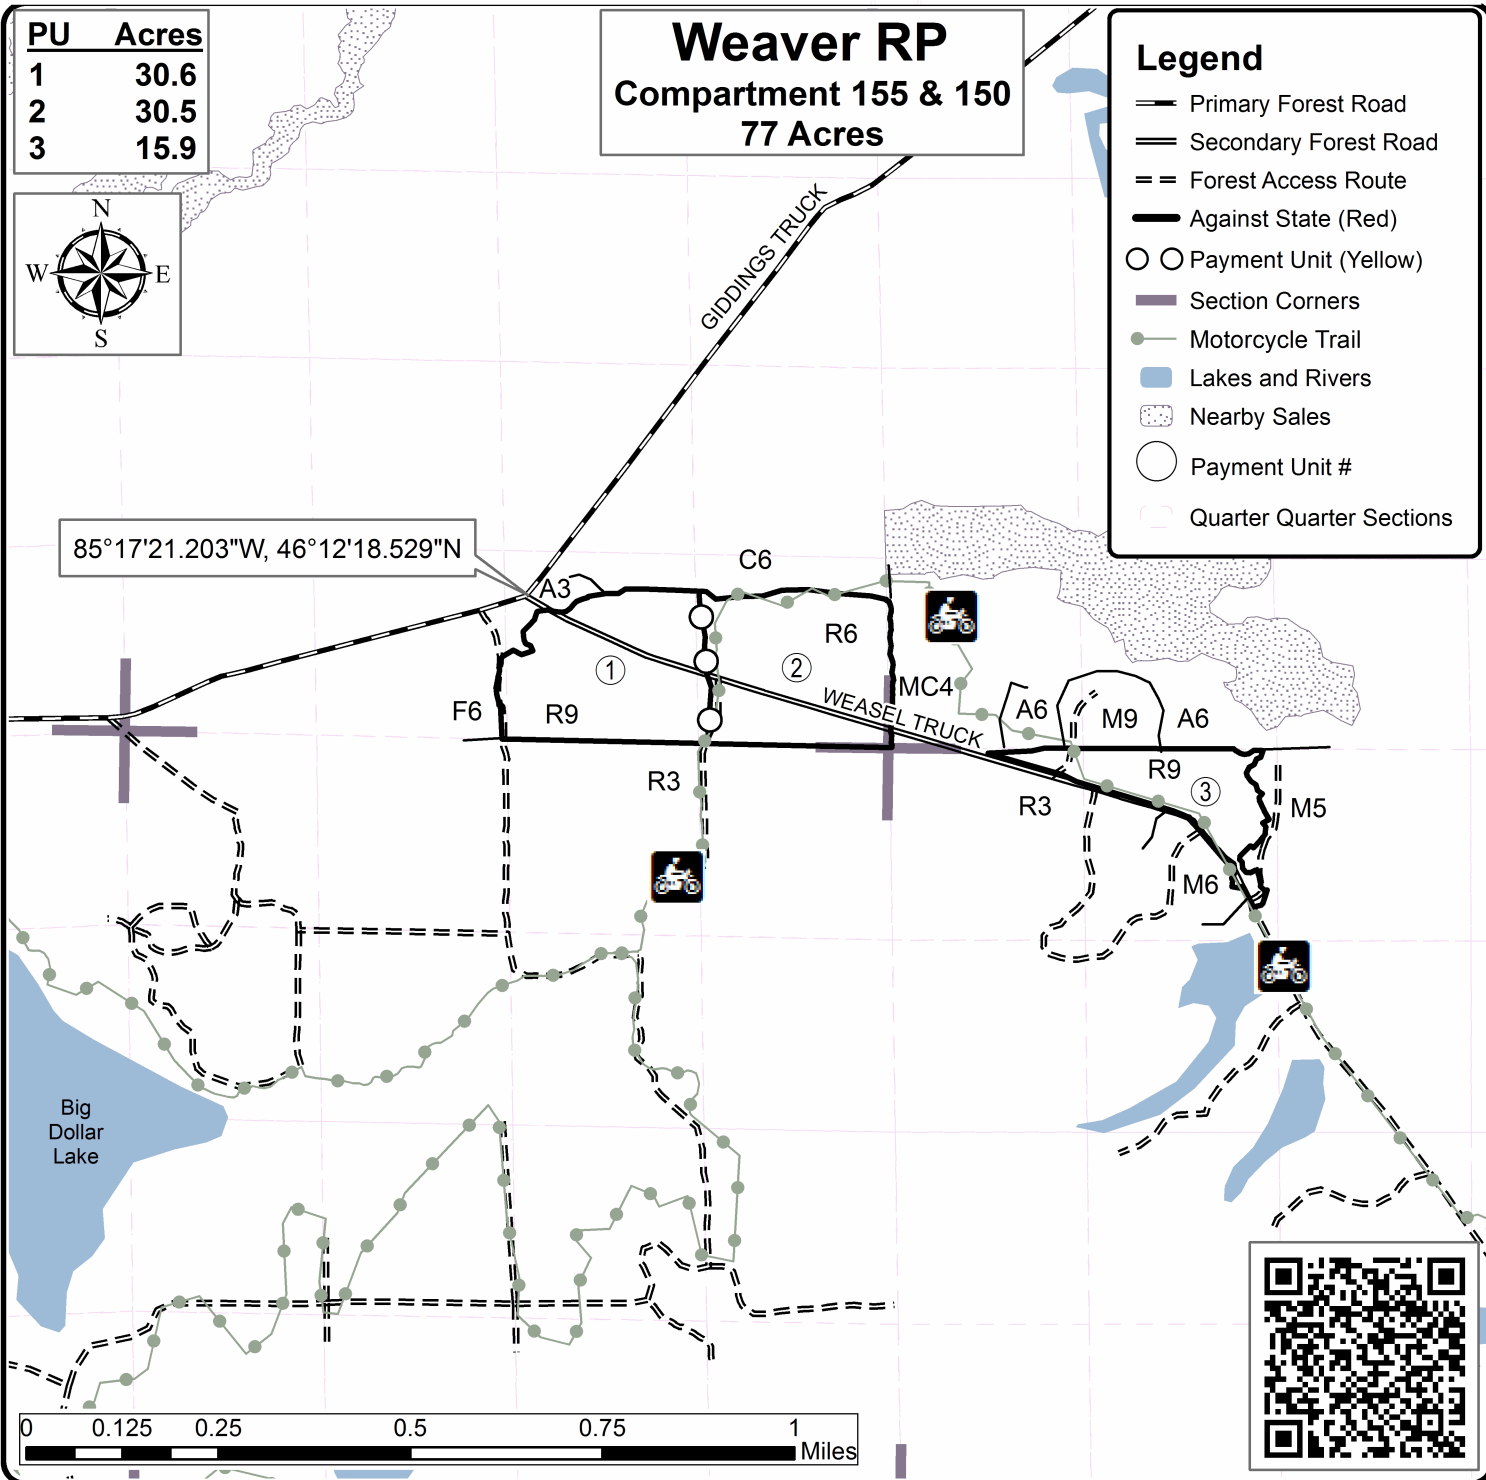 PU Acres
1 30.6
2 30.5
3 15.9
Weaver RP
Compartment 155 & 150
77 Acres
Legend
Primary Forest Road
Secondary Forest Road
Forest Access Route
Against State (Red)
Payment Unit (Yellow)
Section Corners
Motorcycle Trail
Lakes and Rivers
Nearby Sales
Payment Unit #
Quarter Quarter Sections
N
W E
S
GIDDINGS TRUCK
85°17'21.203"W, 46°12'18.529"N
A3
C6
R6
1
2
F6
R9
MC4
WEASEL TRUCK
A6
M9
A6
R3
R9
3
R3
M5
M6
Big
Dollar
Lake
0 0.125 0.25 0.5 0.75 1
Miles